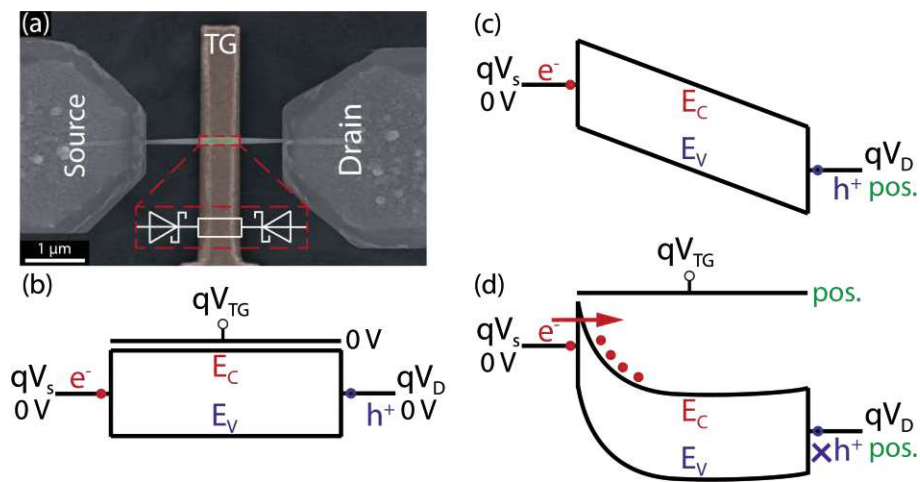 (a)
TG
Source
Drain
1 µm
(b)
qV_TG
0 V
qV_s e⁻
0 V
E_C
E_V
qV_D
h⁺ 0 V
(c)
qV_s e⁻
0 V
E_C
E_V
qV_D
h⁺ pos.
(d)
qV_TG
pos.
qV_s e⁻
0 V
E_C
E_V
qV_D
×h⁺ pos.